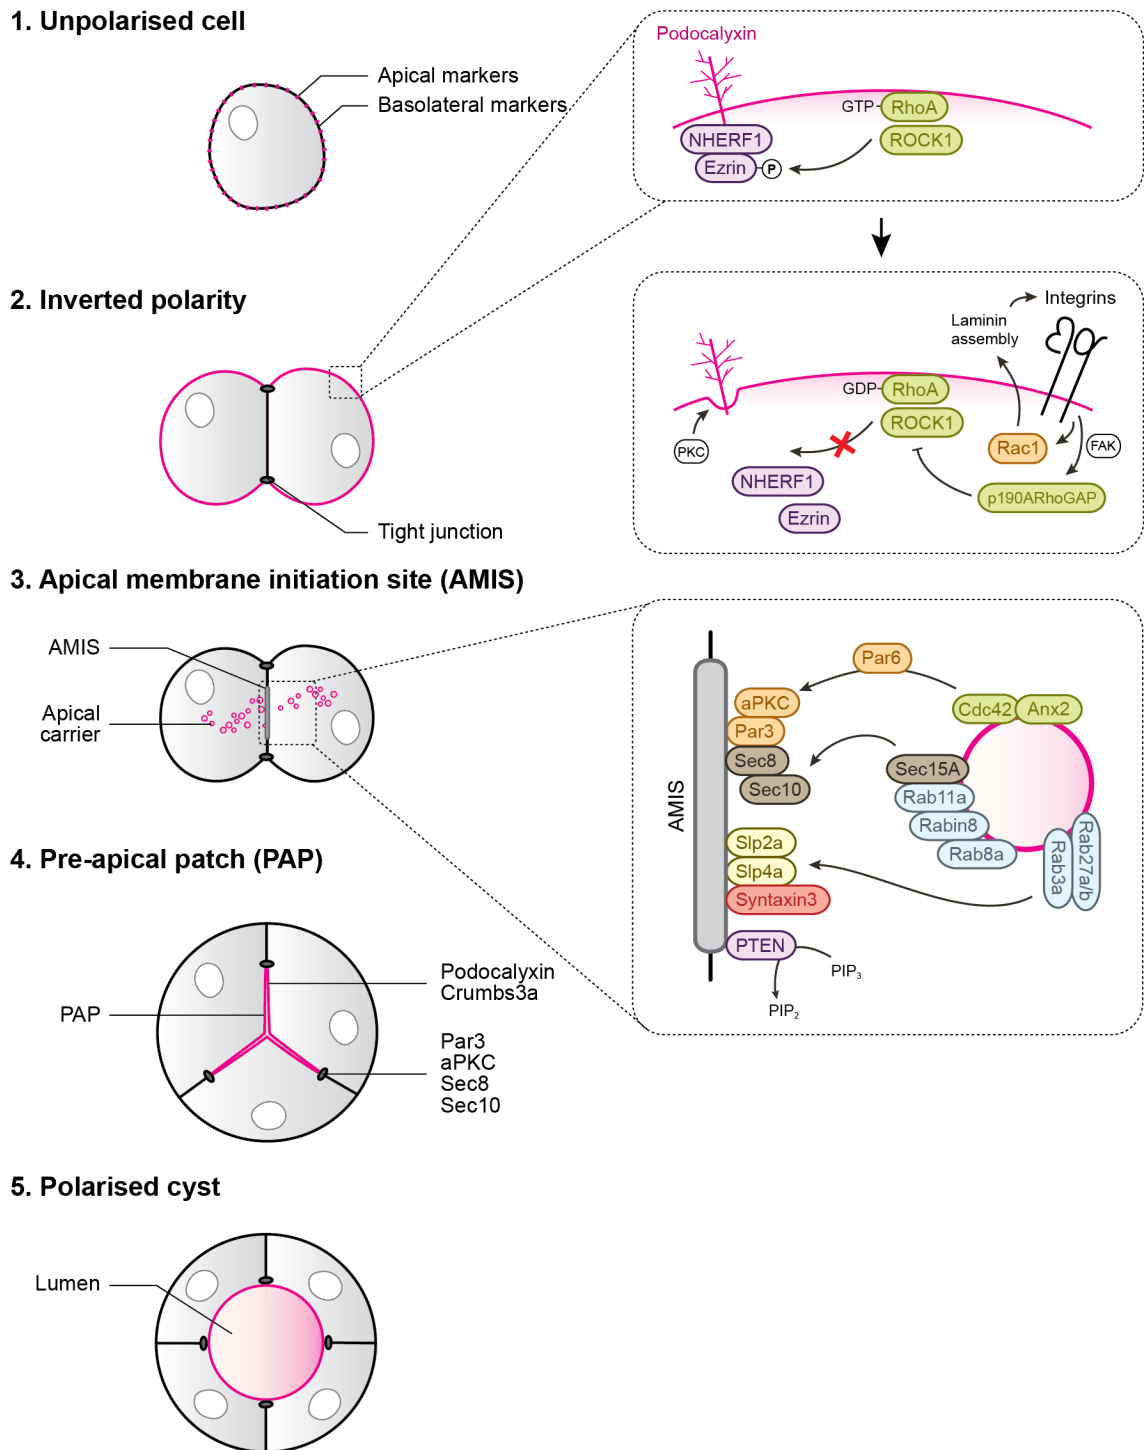 1. Unpolarised cell
Apical markers
Basolateral markers
Podocalyxin
GTP
RhoA
ROCK1
NHERF1
Ezrin
P
2. Inverted polarity
Tight junction
Integrins
Laminin
assembly
GDP
RhoA
ROCK1
PKC
Rac1
FAK
NHERF1
Ezrin
p190ARhoGAP
3. Apical membrane initiation site (AMIS)
AMIS
Apical
carrier
AMIS
Par6
aPKC
Par3
Sec8
Sec10
Cdc42
Anx2
Sec15A
Rab11a
Rabin8
Rab8a
Rab3a
Rab27a/b
Slp2a
Slp4a
Syntaxin3
PTEN
PIP3
PIP2
4. Pre-apical patch (PAP)
PAP
Podocalyxin
Crumbs3a
Par3
aPKC
Sec8
Sec10
5. Polarised cyst
Lumen